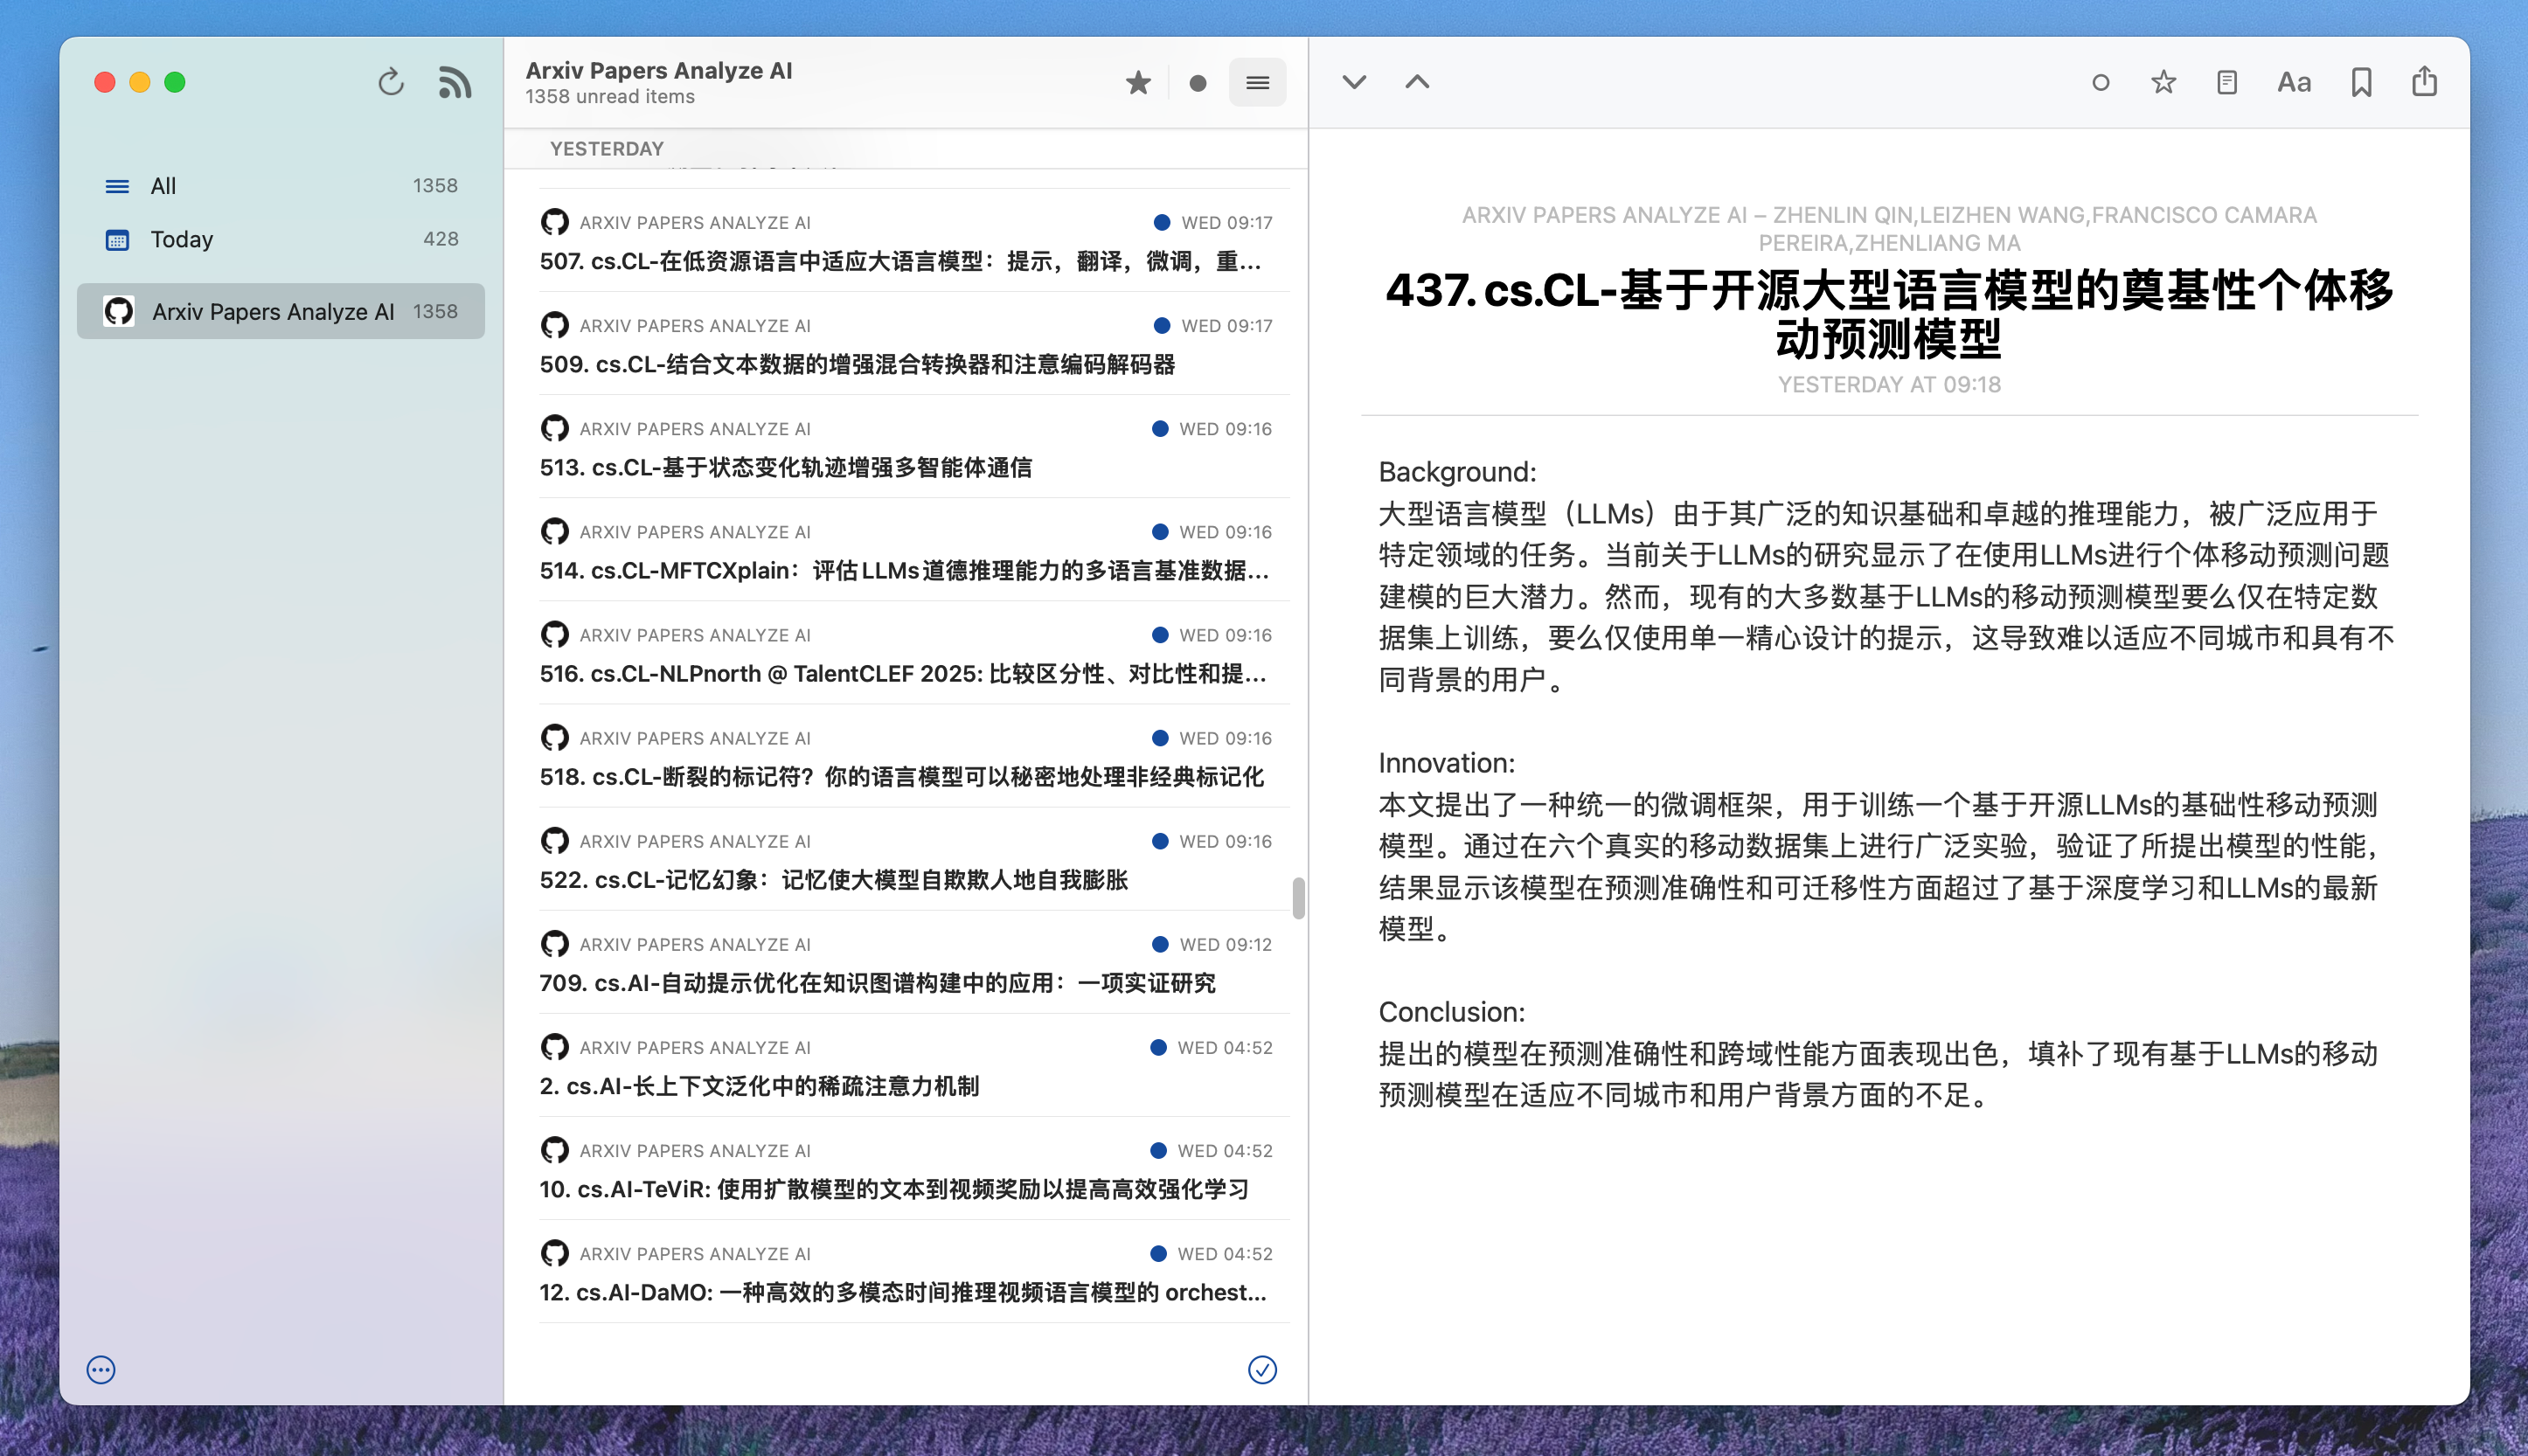 All 1358
Today 428
Arxiv Papers Analyze AI 1358
Arxiv Papers Analyze AI
1358 unread items
YESTERDAY
ARXIV PAPERS ANALYZE AI WED 09:17
507. cs.CL-在低资源语言中适应大语言模型：提示，翻译，微调，重...
ARXIV PAPERS ANALYZE AI WED 09:17
509. cs.CL-结合文本数据的增强混合转换器和注意编码解码器
ARXIV PAPERS ANALYZE AI WED 09:16
513. cs.CL-基于状态变化轨迹增强多智能体通信
ARXIV PAPERS ANALYZE AI WED 09:16
514. cs.CL-MFTCXplain：评估LLMs道德推理能力的多语言基准数据...
ARXIV PAPERS ANALYZE AI WED 09:16
516. cs.CL-NLPnorth @ TalentCLEF 2025: 比较区分性、对比性和提...
ARXIV PAPERS ANALYZE AI WED 09:16
518. cs.CL-断裂的标记符？你的语言模型可以秘密地处理非经典标记化
ARXIV PAPERS ANALYZE AI WED 09:16
522. cs.CL-记忆幻象：记忆使大模型自欺欺人地自我膨胀
ARXIV PAPERS ANALYZE AI WED 09:12
709. cs.AI-自动提示优化在知识图谱构建中的应用：一项实证研究
ARXIV PAPERS ANALYZE AI WED 04:52
2. cs.AI-长上下文泛化中的稀疏注意力机制
ARXIV PAPERS ANALYZE AI WED 04:52
10. cs.AI-TeViR: 使用扩散模型的文本到视频奖励以提高高效强化学习
ARXIV PAPERS ANALYZE AI WED 04:52
12. cs.AI-DaMO: 一种高效的多模态时间推理视频语言模型的 orchest...
Aa
ARXIV PAPERS ANALYZE AI – ZHENLIN QIN,LEIZHEN WANG,FRANCISCO CAMARA
PEREIRA,ZHENLIANG MA
437. cs.CL-基于开源大型语言模型的奠基性个体移
动预测模型
YESTERDAY AT 09:18
Background:
大型语言模型（LLMs）由于其广泛的知识基础和卓越的推理能力，被广泛应用于
特定领域的任务。当前关于LLMs的研究显示了在使用LLMs进行个体移动预测问题
建模的巨大潜力。然而，现有的大多数基于LLMs的移动预测模型要么仅在特定数
据集上训练，要么仅使用单一精心设计的提示，这导致难以适应不同城市和具有不
同背景的用户。
Innovation:
本文提出了一种统一的微调框架，用于训练一个基于开源LLMs的基础性移动预测
模型。通过在六个真实的移动数据集上进行广泛实验，验证了所提出模型的性能，
结果显示该模型在预测准确性和可迁移性方面超过了基于深度学习和LLMs的最新
模型。
Conclusion:
提出的模型在预测准确性和跨域性能方面表现出色，填补了现有基于LLMs的移动
预测模型在适应不同城市和用户背景方面的不足。